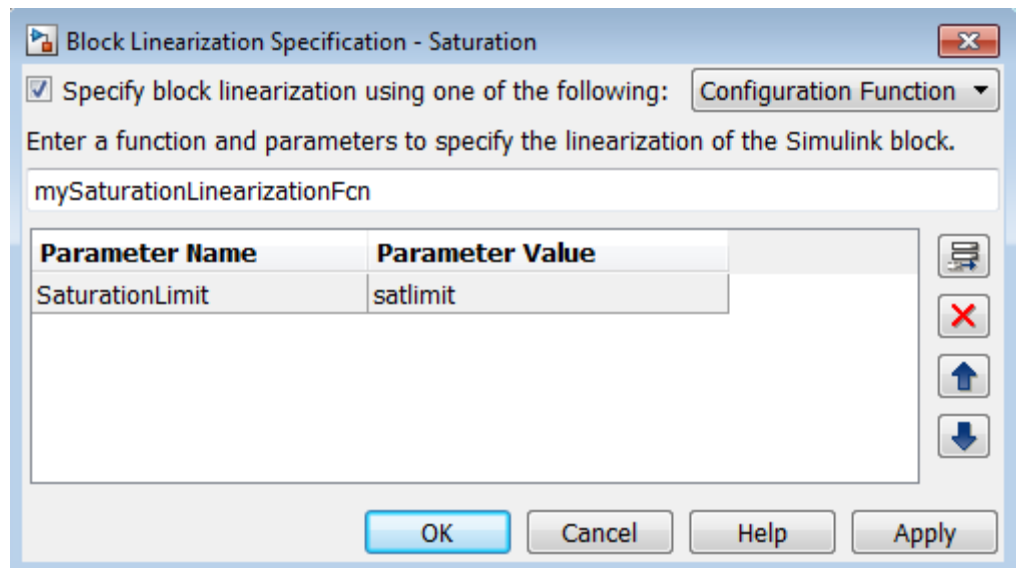 Block Linearization Specification - Saturation
Specify block linearization using one of the following: Configuration Function
Enter a function and parameters to specify the linearization of the Simulink block.
mySaturationLinearizationFcn
Parameter Name Parameter Value
SaturationLimit satlimit
OK Cancel Help Apply